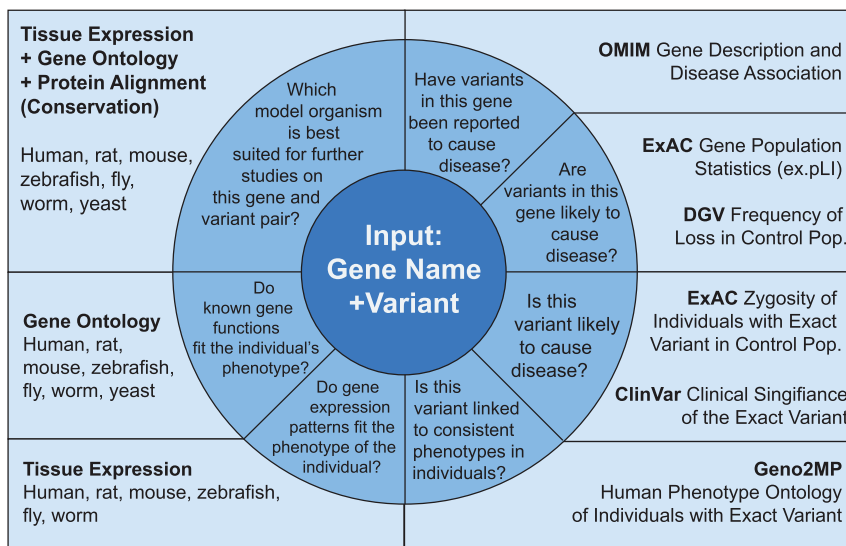 Tissue Expression
+ Gene Ontology
+ Protein Alignment
(Conservation)
Human, rat, mouse,
zebrafish, fly,
worm, yeast
Which
model organism
is best
suited for further
studies on
this gene and
variant pair?
Have variants
in this gene
been reported
to cause
disease?
OMIM Gene Description and
Disease Association
Are
variants in this
gene likely to
cause
disease?
ExAC Gene Population
Statistics (ex.pLI)
DGV Frequency of
Loss in Control Pop.
Input:
Gene Name
+Variant
Is this
variant likely
to cause
disease?
ExAC Zygosity of
Individuals with Exact
Variant in Control Pop.
ClinVar Clinical Singifiance
of the Exact Variant
Do
known gene
functions
fit the individual's
phenotype?
Gene Ontology
Human, rat,
mouse, zebrafish,
fly, worm, yeast
Do gene
expression
patterns fit the
phenotype of the
individual?
Is this
variant linked
to consistent
phenotypes in
individuals?
Tissue Expression
Human, rat, mouse, zebrafish,
fly, worm
Geno2MP
Human Phenotype Ontology
of Individuals with Exact Variant